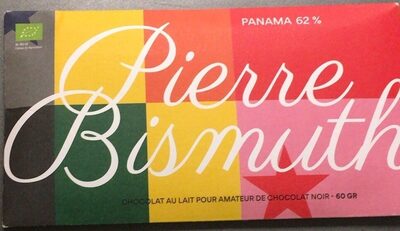 PANAMA 62 %
Pierre
Bismuth
CHOCOLAT AU LAIT POUR AMATEUR DE CHOCOLAT NOIR - 60 GR